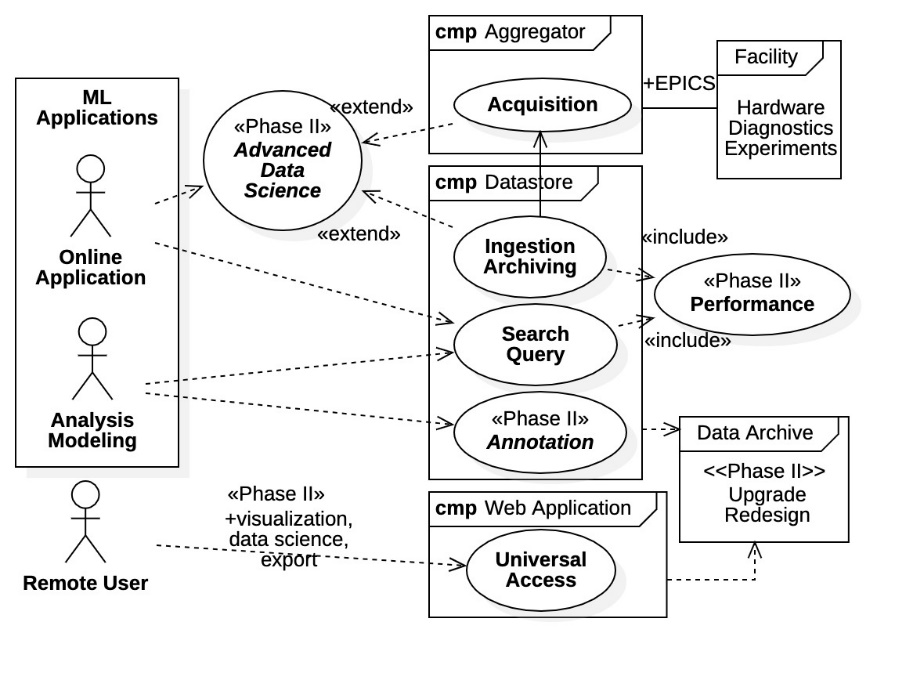 cmp Aggregator
Acquisition
+EPICS
Facility
Hardware
Diagnostics
Experiments
ML
Applications
Online
Application
Analysis
Modeling
«Phase II»
Advanced
Data
Science
«extend»
«extend»
cmp Datastore
Ingestion
Archiving
Search
Query
«Phase II»
Annotation
«include»
«Phase II»
Performance
«include»
Data Archive
<<Phase II>>
Upgrade
Redesign
Remote User
«Phase II»
+visualization,
data science,
export
cmp Web Application
Universal
Access